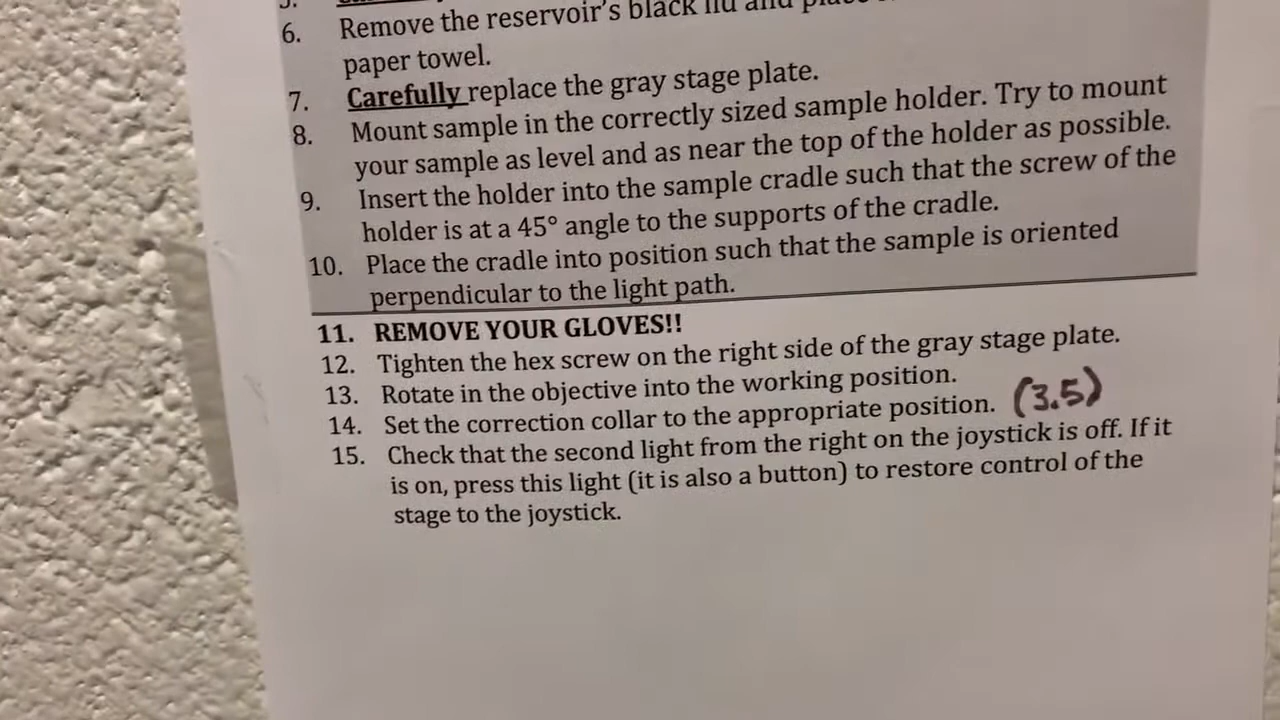 6. Remove the reservoir's black lid and
paper towel.
7. Carefully replace the gray stage plate.
8. Mount sample in the correctly sized sample holder. Try to mount
your sample as level and as near the top of the holder as possible.
9. Insert the holder into the sample cradle such that the screw of the
holder is at a 45° angle to the supports of the cradle.
10. Place the cradle into position such that the sample is oriented
perpendicular to the light path.
11. REMOVE YOUR GLOVES!!
12. Tighten the hex screw on the right side of the gray stage plate.
13. Rotate in the objective into the working position.
14. Set the correction collar to the appropriate position. (3.5)
15. Check that the second light from the right on the joystick is off. If it
is on, press this light (it is also a button) to restore control of the
stage to the joystick.